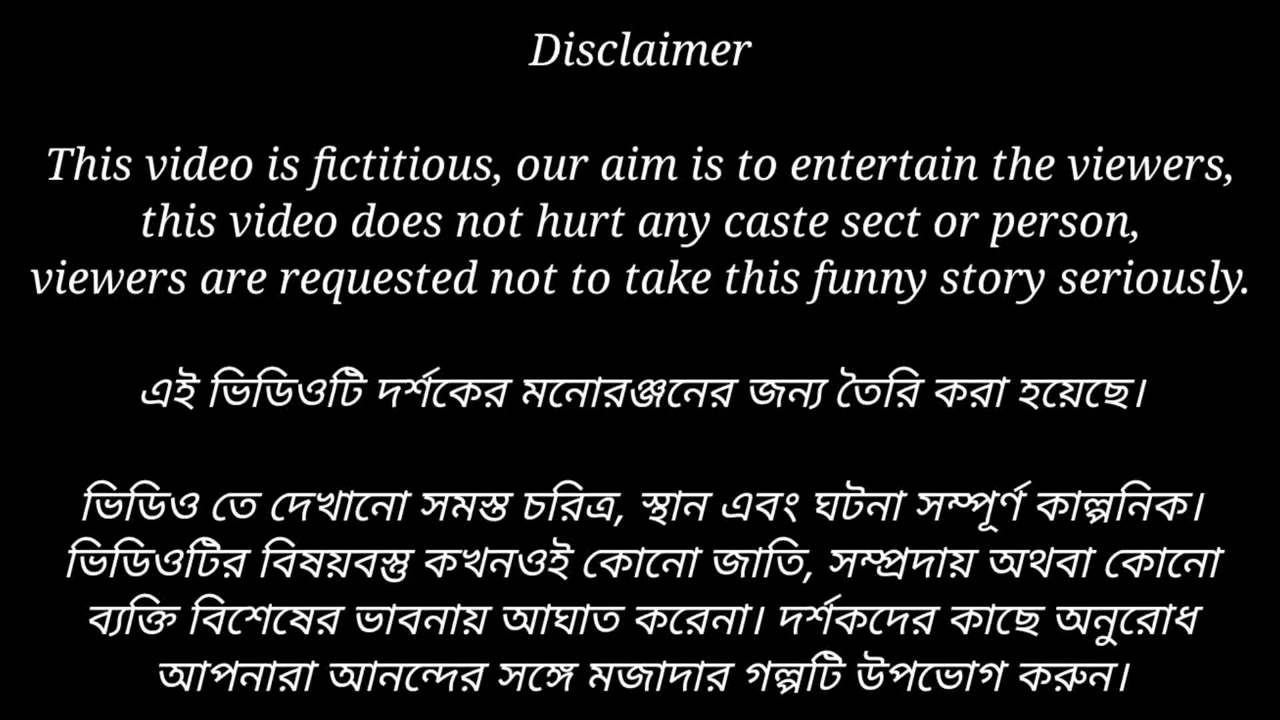 Disclaimer
This video is fictitious, our aim is to entertain the viewers,
this video does not hurt any caste sect or person,
viewers are requested not to take this funny story seriously.
এই ভিডিওটি দর্শকের মনোরঞ্জনের জন্য তৈরি করা হয়েছে।
ভিডিও তে দেখানো সমস্ত চরিত্র, স্থান এবং ঘটনা সম্পূর্ণ কাল্পনিক।
ভিডিওটির বিষয়বস্তু কখনওই কোনো জাতি, সম্প্রদায় অথবা কোনো
ব্যক্তি বিশেষের ভাবনায় আঘাত করেনা। দর্শকদের কাছে অনুরোধ
আপনারা আনন্দের সঙ্গে মজাদার গল্পটি উপভোগ করুন।